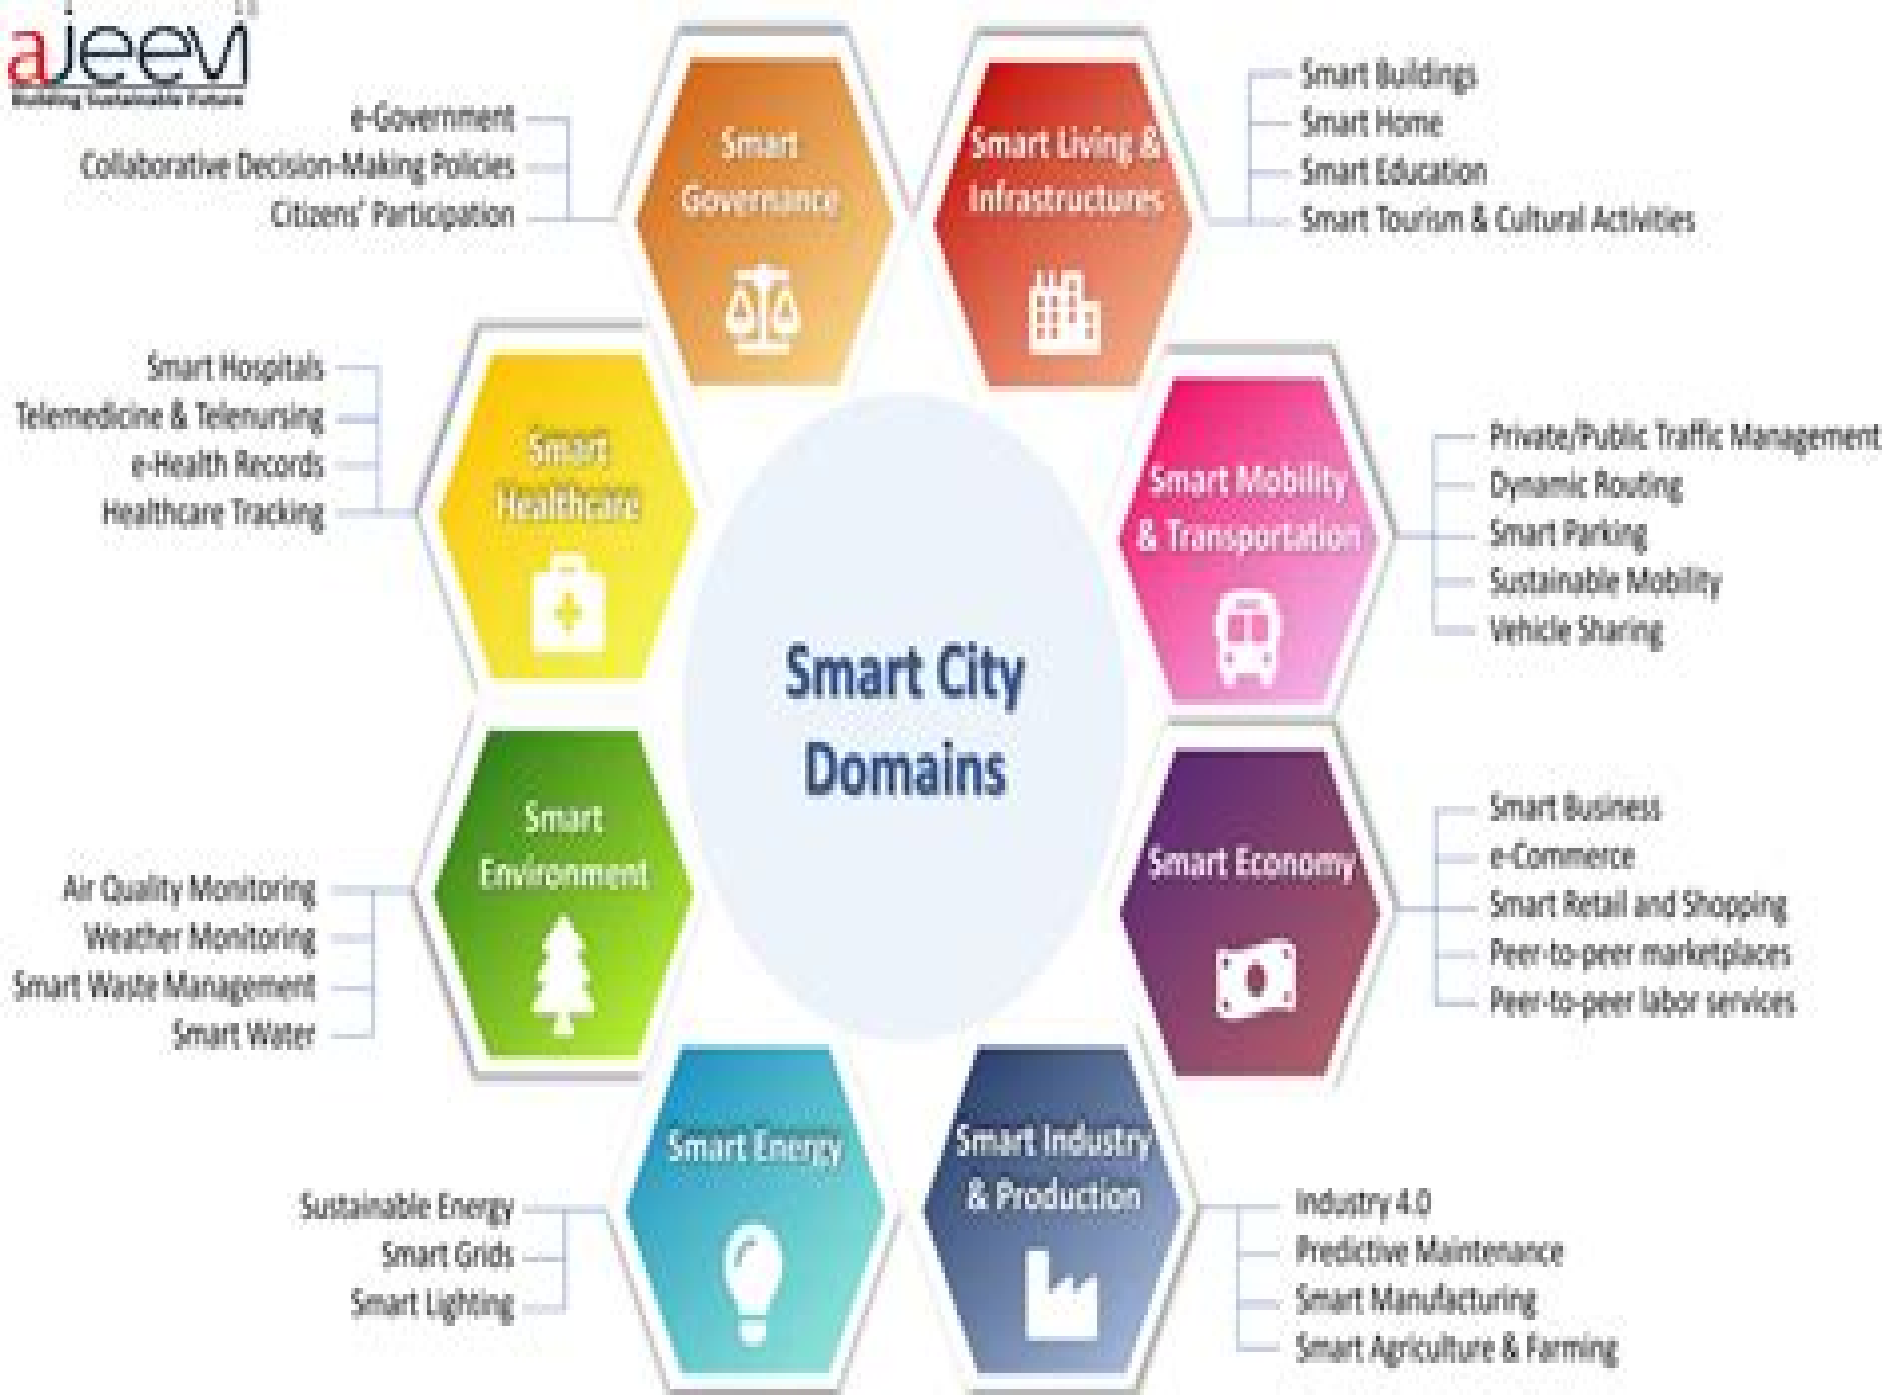 ajeevi
Building Sustainable Future
e-Government
Collaborative Decision-Making Policies
Citizens' Participation
Smart
Governance
Smart Living &
Infrastructures
Smart Buildings
Smart Home
Smart Education
Smart Tourism & Cultural Activities
Smart Hospitals
Telemedicine & Telenursing
e-Health Records
Healthcare Tracking
Smart
Healthcare
Smart Mobility
& Transportation
Private/Public Traffic Management
Dynamic Routing
Smart Parking
Sustainable Mobility
Vehicle Sharing
Smart City
Domains
Air Quality Monitoring
Weather Monitoring
Smart Waste Management
Smart Water
Smart
Environment
Smart Economy
Smart Business
e-Commerce
Smart Retail and Shopping
Peer-to-peer marketplaces
Peer-to-peer labor services
Sustainable Energy
Smart Grids
Smart Lighting
Smart Energy
Smart Industry
& Production
Industry 4.0
Predictive Maintenance
Smart Manufacturing
Smart Agriculture & Farming